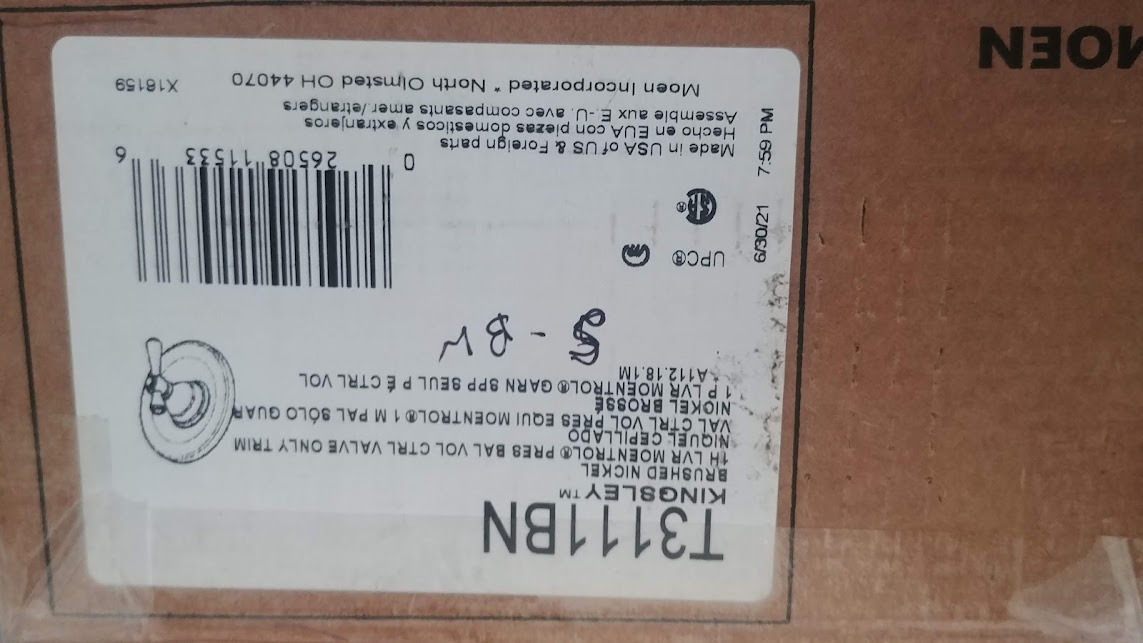 T3111BN
KINGSLEY™
BRUSHED NICKEL
1H LVR MOENTROL® PRES BAL VOL CTRL VALVE ONLY TRIM
NIQUEL CEPILLADO
VAL CTRL VOL PRES EQUI MOENTROL® 1 M PAL SÓLO GUAR
NICKEL BROSSÉ
1 P LVR MOENTROL® GARN SPP SEUL P É CTRL VOL
A112.18.1M
UPC®
6/30/21 7:59 PM
0 26508 11533 6
Made in USA of US & Foreign parts
Hecho en EUA con piezas domesticos y extranjeros
Assemble aux E.-U. avec compasants amer/etrangers
Moen Incorporated * North Olmsted OH 44070 X16159
MOEN